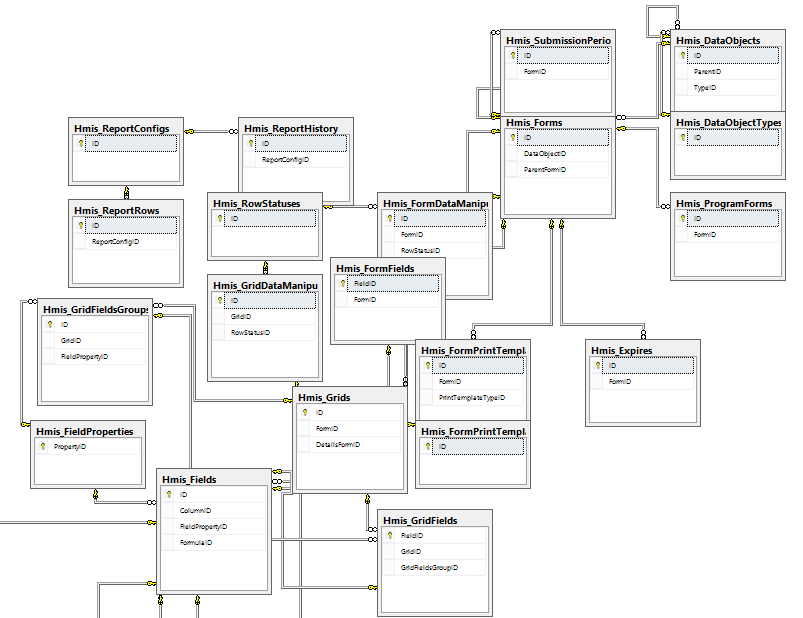 Hmis_SubmissionPerio
ID
FormID
Hmis_DataObjects
ID
ParentID
TypeID
Hmis_Forms
ID
DataObjectID
ParentFormID
Hmis_DataObjectTypes
ID
Hmis_ReportConfigs
ID
Hmis_ReportHistory
ID
ReportConfigID
Hmis_ReportRows
ID
ReportConfigID
Hmis_RowStatuses
ID
Hmis_FormDataManipu
ID
FormID
RowStatusID
Hmis_ProgramForms
ID
FormID
Hmis_FormFields
FieldID
FormID
Hmis_GridDataManipu
ID
GridID
RowStatusID
Hmis_GridFieldsGroups
ID
GridID
FieldPropertyID
Hmis_FormPrintTempl
ID
FormID
PrintTemplateTypeID
Hmis_Expires
ID
FormID
Hmis_Grids
ID
FormID
DetailsFormID
Hmis_FieldProperties
PropertyID
Hmis_FormPrintTempl
ID
Hmis_Fields
ID
ColumnID
FieldPropertyID
FormulaID
Hmis_GridFields
FieldID
GridID
GridFieldsGroupID